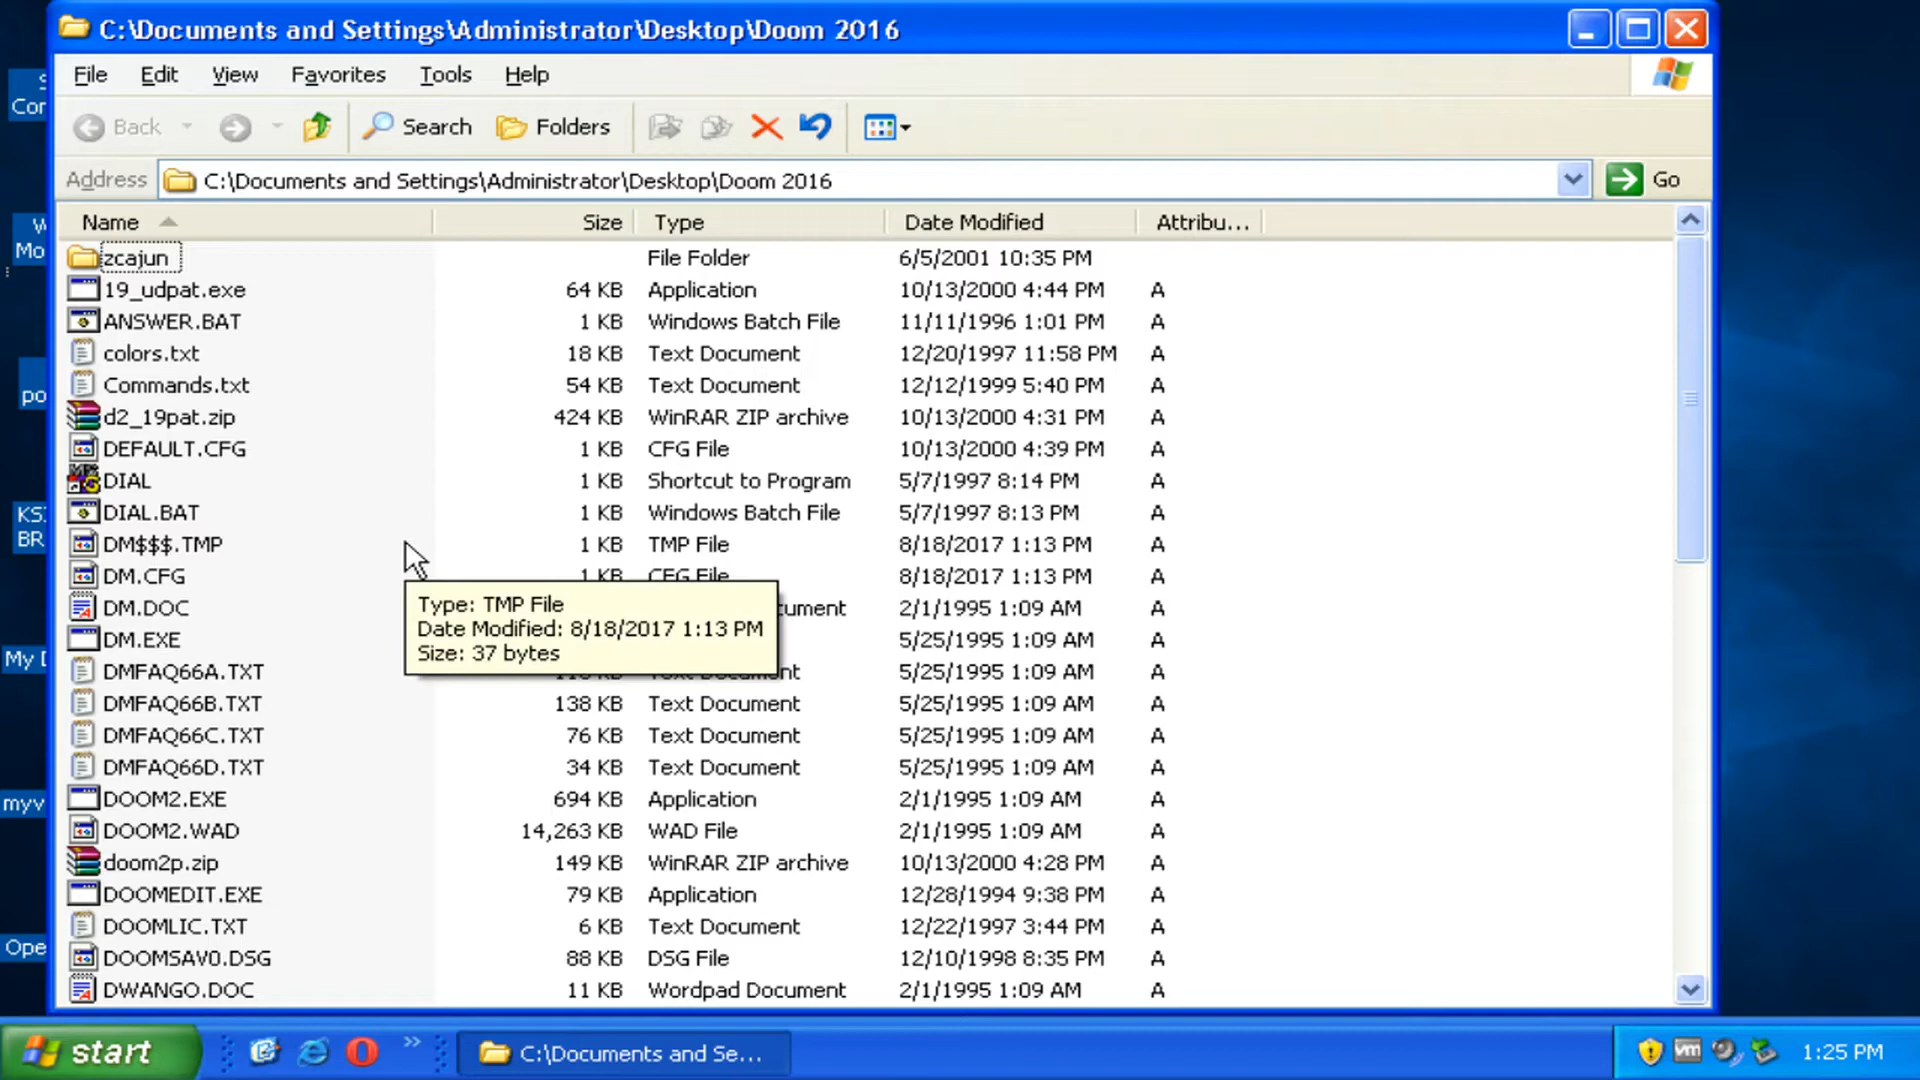 C:\Documents and Settings\Administrator\Desktop\Doom 2016
File Edit View Favorites Tools Help
Back Search Folders
Address C:\Documents and Settings\Administrator\Desktop\Doom 2016 Go
Name Size Type Date Modified Attribu...
zcajun File Folder 6/5/2001 10:35 PM
19_udpat.exe 64 KB Application 10/13/2000 4:44 PM A
ANSWER.BAT 1 KB Windows Batch File 11/11/1996 1:01 PM A
colors.txt 18 KB Text Document 12/20/1997 11:58 PM A
Commands.txt 54 KB Text Document 12/12/1999 5:40 PM A
d2_19pat.zip 424 KB WinRAR ZIP archive 10/13/2000 4:31 PM A
DEFAULT.CFG 1 KB CFG File 10/13/2000 4:39 PM A
DIAL 1 KB Shortcut to Program 5/7/1997 8:14 PM A
DIAL.BAT 1 KB Windows Batch File 5/7/1997 8:13 PM A
DM$$$.TMP 1 KB TMP File 8/18/2017 1:13 PM A
DM.CFG 1 KB CFG File 8/18/2017 1:13 PM A
DM.DOC cument 2/1/1995 1:09 AM A
DM.EXE 5/25/1995 1:09 AM A
DMFAQ66A.TXT Text Document 5/25/1995 1:09 AM A
Type: TMP File
Date Modified: 8/18/2017 1:13 PM
Size: 37 bytes
DMFAQ66B.TXT 138 KB Text Document 5/25/1995 1:09 AM A
DMFAQ66C.TXT 76 KB Text Document 5/25/1995 1:09 AM A
DMFAQ66D.TXT 34 KB Text Document 5/25/1995 1:09 AM A
DOOM2.EXE 694 KB Application 2/1/1995 1:09 AM A
DOOM2.WAD 14,263 KB WAD File 2/1/1995 1:09 AM A
doom2p.zip 149 KB WinRAR ZIP archive 10/13/2000 4:28 PM A
DOOMEDIT.EXE 79 KB Application 12/28/1994 9:38 PM A
DOOMLIC.TXT 6 KB Text Document 12/22/1997 3:44 PM A
DOOMSAV0.DSG 88 KB DSG File 12/10/1998 8:35 PM A
DWANGO.DOC 11 KB Wordpad Document 2/1/1995 1:09 AM A
S
Cor
W
Mo
po
KS
BR
My D
myv
Ope
start C:\Documents and Se... vm 1:25 PM